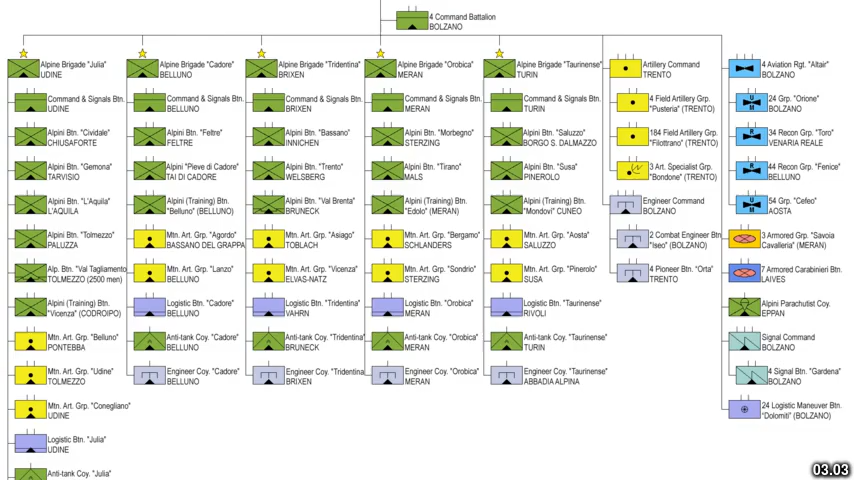 4 Command Battalion
BOLZANO
Alpine Brigade "Julia"
UDINE
Command & Signals Btn.
UDINE
Alpini Btn. "Cividale"
CHIUSAFORTE
Alpini Btn. "Gemona"
TARVISIO
Alpini Btn. "L'Aquila"
L'AQUILA
Alpini Btn. "Tolmezzo"
PALUZZA
Alp. Btn. "Val Tagliamento"
TOLMEZZO (2500 men)
Alpini (Training) Btn.
"Vicenza" (CODROIPO)
Mtn. Art. Grp. "Belluno"
PONTEBBA
Mtn. Art. Grp. "Udine"
TOLMEZZO
Mtn. Art. Grp. "Conegliano"
UDINE
Logistic Btn. "Julia"
UDINE
Anti-tank Coy. "Julia"
Alpine Brigade "Cadore"
BELLUNO
Command & Signals Btn.
BELLUNO
Alpini Btn. "Feltre"
FELTRE
Alpini "Pieve di Cadore"
TAI DI CADORE
Alpini (Training) Btn.
"Belluno" (BELLUNO)
Mtn. Art. Grp. "Agordo"
BASSANO DEL GRAPPA
Mtn. Art. Grp. "Lanzo"
BELLUNO
Logistic Btn. "Cadore"
BELLUNO
Anti-tank Coy. "Cadore"
BELLUNO
Engineer Coy. "Cadore"
BELLUNO
Alpine Brigade "Tridentina"
BRIXEN
Command & Signals Btn.
BRIXEN
Alpini Btn. "Bassano"
INNICHEN
Alpini Btn. "Trento"
WELSBERG
Alpini Btn. "Val Brenta"
BRUNECK
Mtn. Art. Grp. "Asiago"
TOBLACH
Mtn. Art. Grp. "Vicenza"
ELVAS-NATZ
Logistic Btn. "Tridentina"
VAHRN
Anti-tank Coy. "Tridentina"
BRUNECK
Engineer Coy. "Tridentina
BRIXEN
Alpine Brigade "Orobica"
MERAN
Command & Signals Btn.
MERAN
Alpini Btn. "Morbegno"
STERZING
Alpini Btn. "Tirano"
MALS
Alpini (Training) Btn.
"Edolo" (MERAN)
Mtn. Art. Grp. "Bergamo"
SCHLANDERS
Mtn. Art. Grp. "Sondrio"
STERZING
Logistic Btn. "Orobica"
MERAN
Anti-tank Coy. "Orobica"
MERAN
Engineer Coy. "Orobica"
MERAN
Alpine Brigade "Taurinense"
TURIN
Command & Signals Btn.
TURIN
Alpini Btn. "Saluzzo"
BORGO S. DALMAZZO
Alpini Btn. "Susa"
PINEROLO
Alpini (Training) Btn.
"Mondovi" CUNEO
Mtn. Art. Grp. "Aosta"
SALUZZO
Mtn. Art. Grp. "Pinerolo"
SUSA
Logistic Btn. "Taurinense"
RIVOLI
Anti-tank Coy. "Taurinense"
TURIN
Engineer Coy. "Taurinense"
ABBADIA ALPINA
Artillery Command
TRENTO
4 Field Artillery Grp.
"Pusteria" (TRENTO)
184 Field Artillery Grp.
"Filottrano" (TRENTO)
3 Art. Specialist Grp.
"Bondone" (TRENTO)
Engineer Command
BOLZANO
2 Combat Engineer Btn
"Iseo" (BOLZANO)
4 Pioneer Btn. "Orta"
TRENTO
4 Aviation Rgt. "Altair"
BOLZANO
U
M
24 Grp. "Orione"
BOLZANO
R
34 Recon Grp. "Toro"
VENARIA REALE
R
44 Recon Grp. "Fenice"
BELLUNO
U
M
54 Grp. "Cefeo"
AOSTA
3 Armored Grp. "Savoia
Cavalleria" (MERAN)
7 Armored Carabinieri Btn.
LAIVES
Alpini Parachutist Coy.
EPPAN
Signal Command
BOLZANO
4 Signal Btn. "Gardena"
BOLZANO
24 Logistic Maneuver Btn.
"Dolomiti" (BOLZANO)
03.03